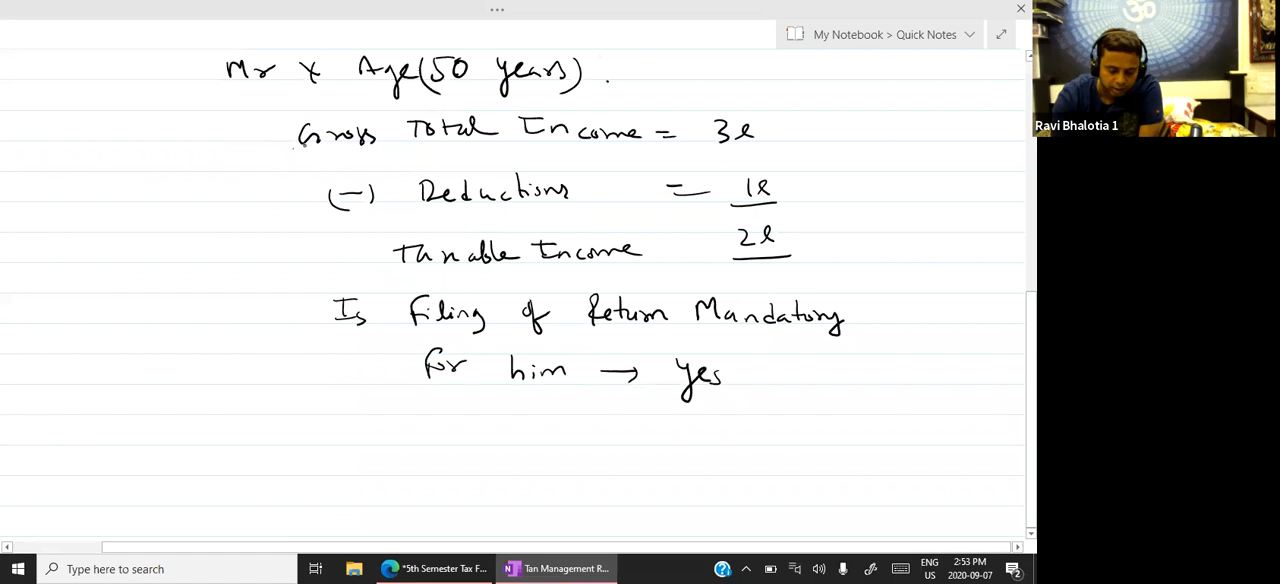 My Notebook > Quick Notes
Mr X Age (50 years).
Gross Total Income = 3l
(-) Deductions = 1l
Taxable Income 2l
Is Filing of Return Mandatory
for him → yes
Ravi Bhalotia 1
Type here to search
*5th Semester Tax F...
Tan Management R...
ENG
US
2:53 PM
2020-09-07
2